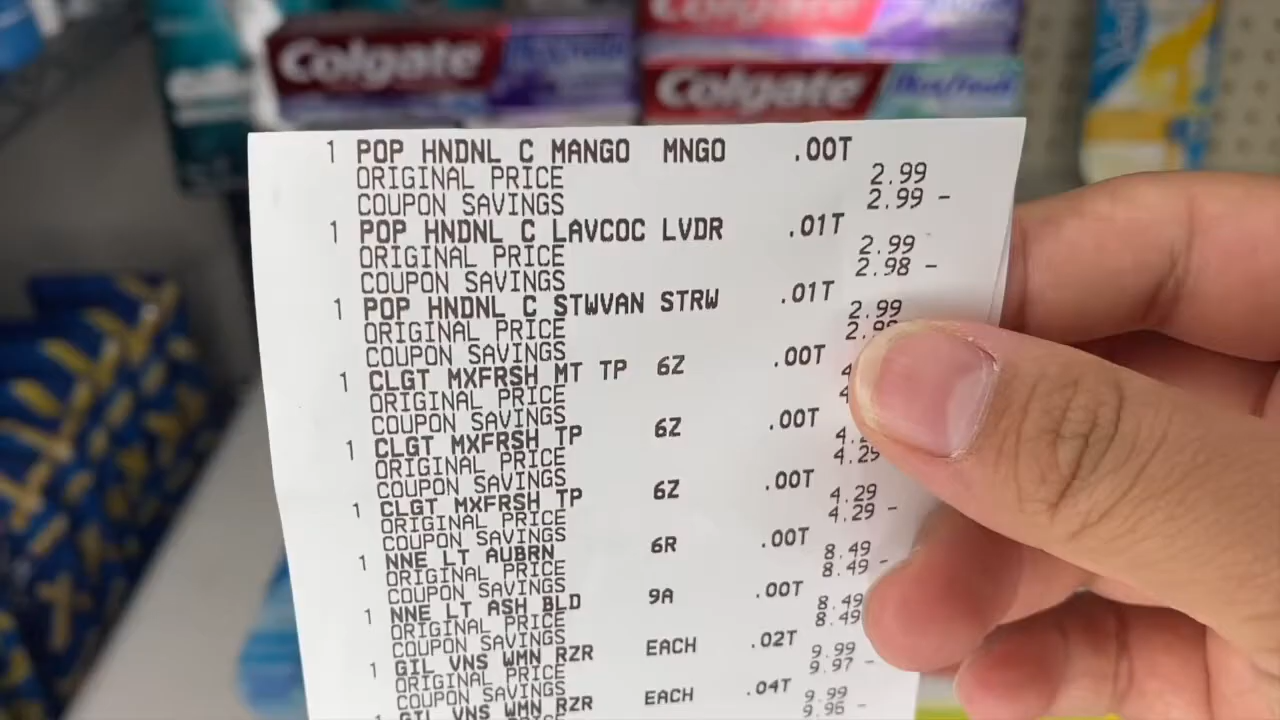 Colgate
Colgate
1 POP HNDNL C MANGO MNGO .00T
ORIGINAL PRICE 2.99
COUPON SAVINGS 2.99 -
1 POP HNDNL C LAVCOC LVDR .01T
ORIGINAL PRICE 2.99
COUPON SAVINGS 2.98 -
1 POP HNDNL C STWVAN STRW .01T
ORIGINAL PRICE 2.99
COUPON SAVINGS
1 CLGT MXFRSH MT TP 6Z .00T
ORIGINAL PRICE
COUPON SAVINGS
1 CLGT MXFRSH TP 6Z .00T
ORIGINAL PRICE
COUPON SAVINGS 4.29
1 CLGT MXFRSH TP 6Z .00T
ORIGINAL PRICE 4.29
COUPON SAVINGS 4.29 -
1 NNE LT AUBRN 6R .00T
ORIGINAL PRICE 8.49
COUPON SAVINGS 8.49 -
1 NNE LT ASH BLD 9A .00T
ORIGINAL PRICE 8.49
COUPON SAVINGS 8.49
1 GIL VNS WMN RZR EACH .02T
ORIGINAL PRICE 9.99
COUPON SAVINGS 9.97 -
1 GIL VNS WMN RZR EACH .04T
9.99
9.95 -